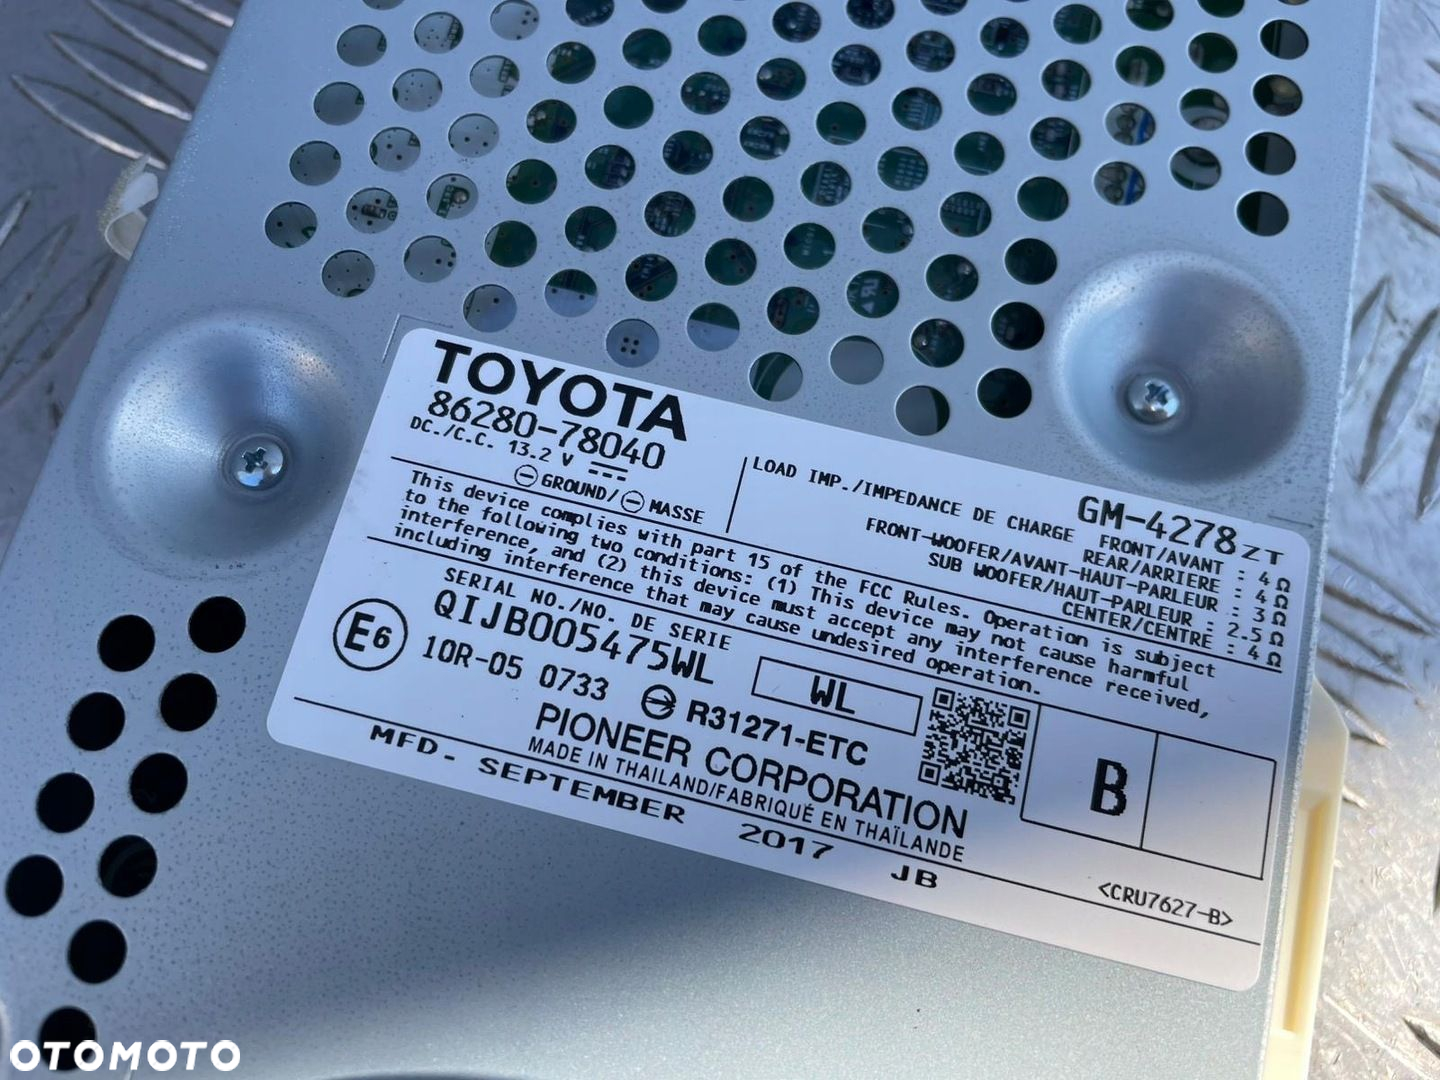 TOYOTA
86280-78040
DC./C.C. 13.2 V
GROUND/ MASSE
GM-4278ZT
LOAD IMP./IMPEDANCE DE CHARGE FRONT/AVANT : 4Ω
REAR/ARRIERE : 4Ω
FRONT-WOOFER/AVANT-HAUT-PARLEUR : 3Ω
SUB WOOFER/HAUT-PARLEUR : 2.5Ω
CENTER/CENTRE : 4Ω
This device complies with part 15 of the FCC Rules. Operation is subject
to the following two conditions: (1) This device may not cause harmful
interference, and (2) this device must accept any interference received,
including interference that may cause undesired operation.
SERIAL NO./NO. DE SERIE
QIJB005475WL
WL
E6
10R-05 0733
R31271-ETC
PIONEER CORPORATION
MADE IN THAILAND/FABRIQUÉ EN THAÏLANDE
B
MFD. SEPTEMBER 2017 JB
<CRU7627-B>
OTOMOTO